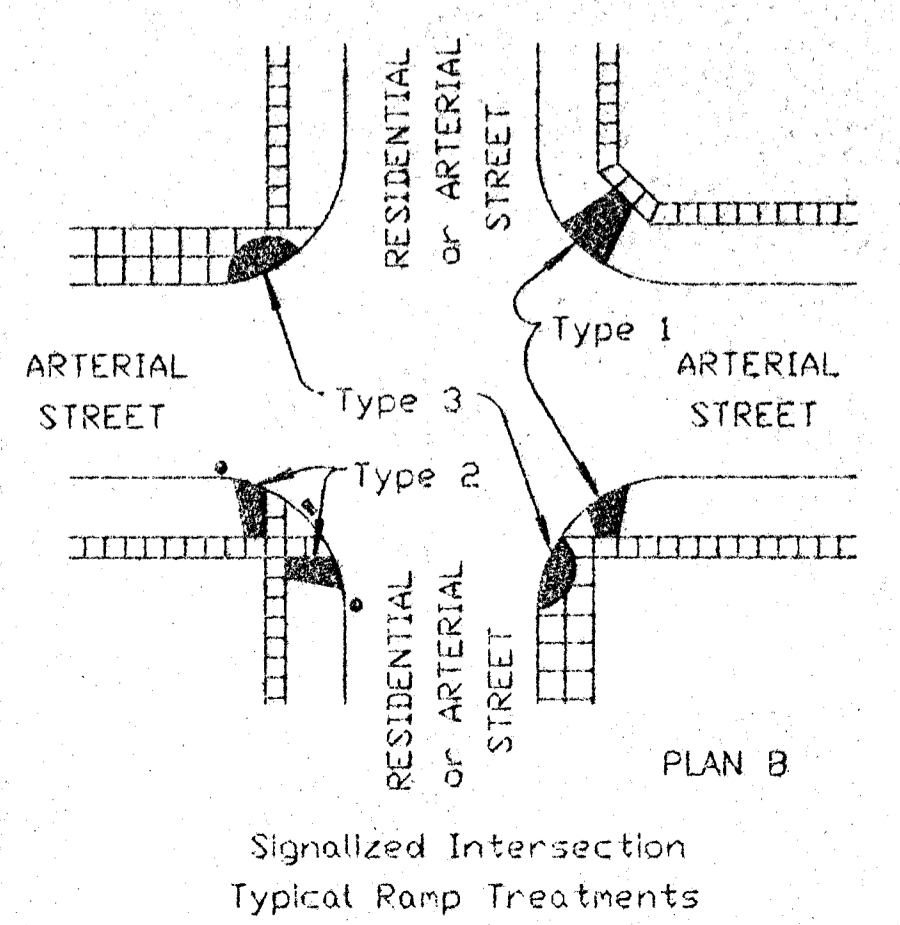 RESIDENTIAL
or ARTERIAL
STREET
Type 1
ARTERIAL
STREET
ARTERIAL
STREET
Type 3
Type 2
RESIDENTIAL
or ARTERIAL
STREET
PLAN B
Signalized Intersection
Typical Ramp Treatments